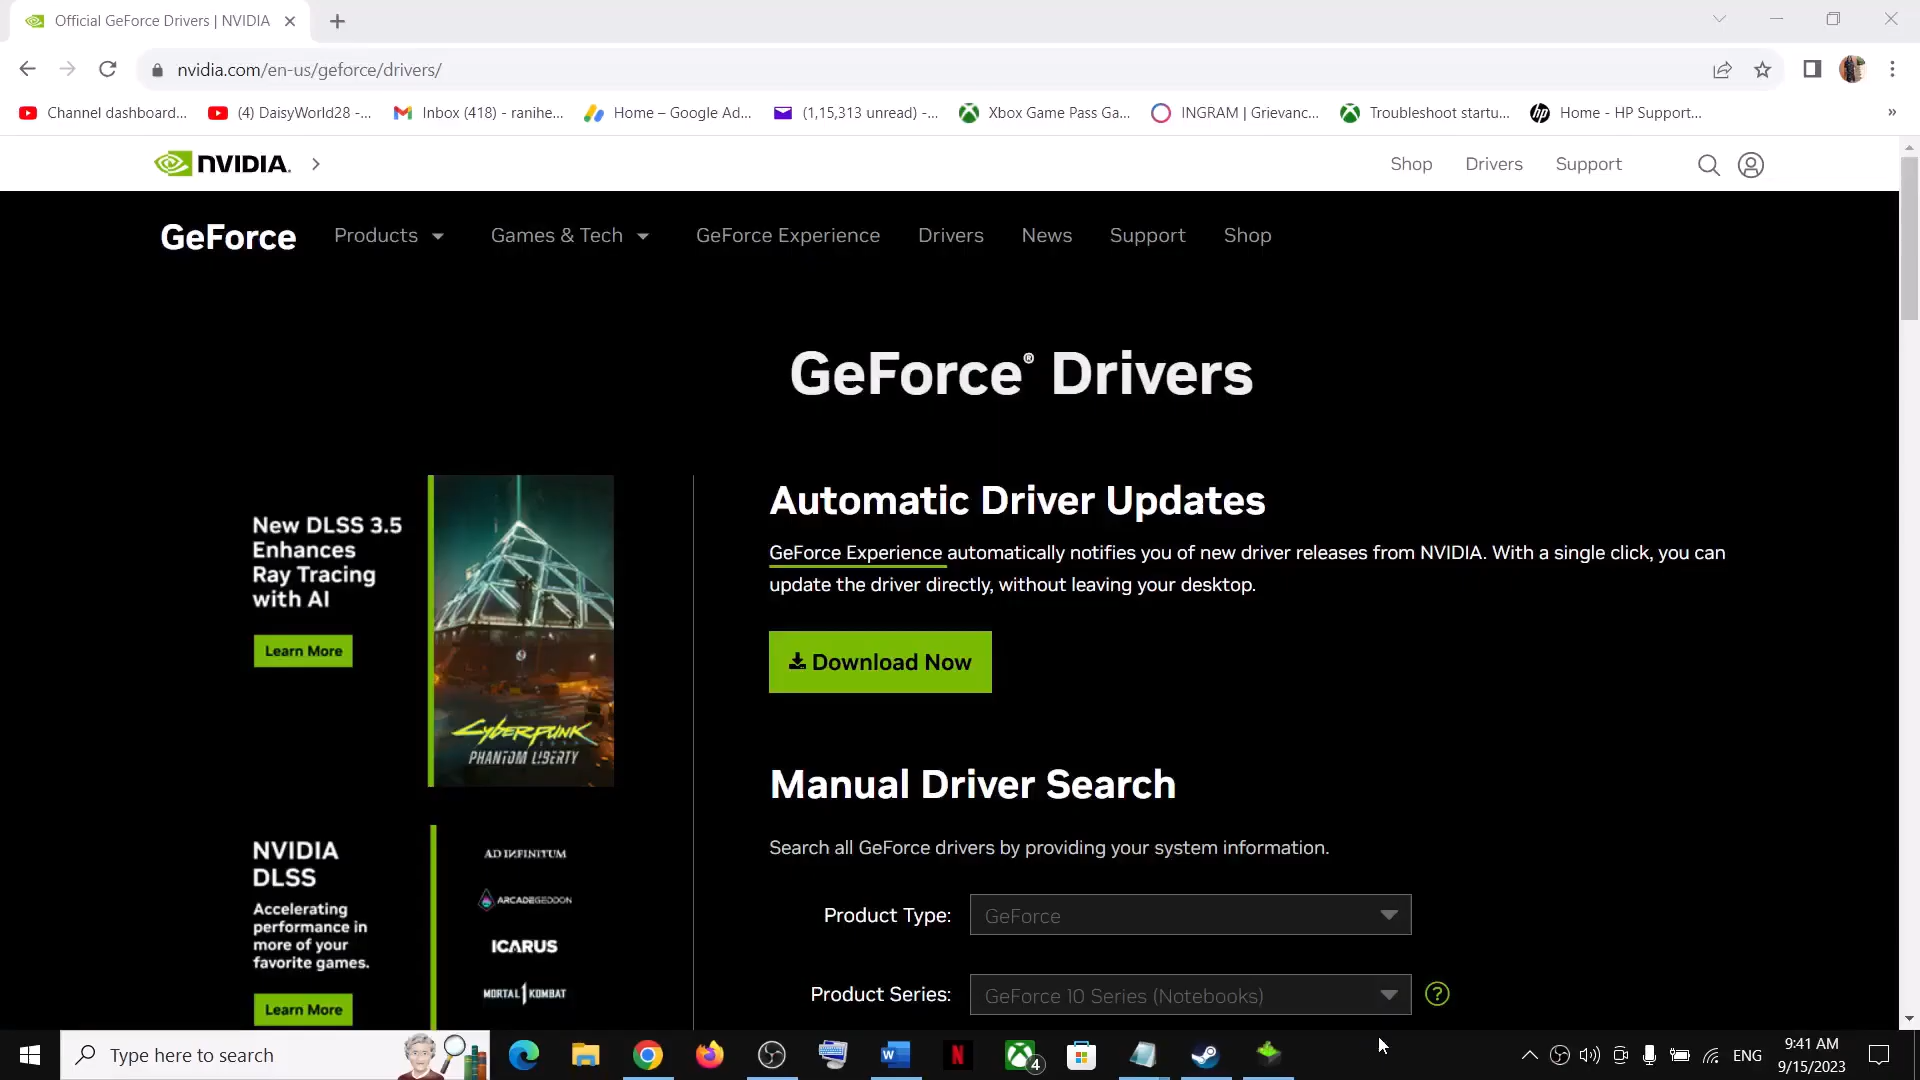 Official GeForce Drivers | NVIDIA
nvidia.com/en-us/geforce/drivers/
Channel dashboard...
(4) DaisyWorld28 -...
Inbox (418) - ranihe...
Home – Google Ad...
(1,15,313 unread) -...
Xbox Game Pass Ga...
INGRAM | Grievanc...
Troubleshoot startu...
Home - HP Support...
»
NVIDIA.
Shop
Drivers
Support
GeForce
Products
Games & Tech
GeForce Experience
Drivers
News
Support
Shop
GeForce® Drivers
New DLSS 3.5
Enhances
Ray Tracing
with AI
Learn More
Cyberpunk
PHANTOM LIBERTY
NVIDIA
DLSS
Accelerating
performance in
more of your
favorite games.
Learn More
AD INFINITUM
ARCADEGEDDON
ICARUS
MORTAL KOMBAT 1
Automatic Driver Updates
GeForce Experience automatically notifies you of new driver releases from NVIDIA. With a single click, you can
update the driver directly, without leaving your desktop.
Download Now
Manual Driver Search
Search all GeForce drivers by providing your system information.
Product Type:
GeForce
Product Series:
GeForce 10 Series (Notebooks)
?
Type here to search
4
ENG
9:41 AM
9/15/2023